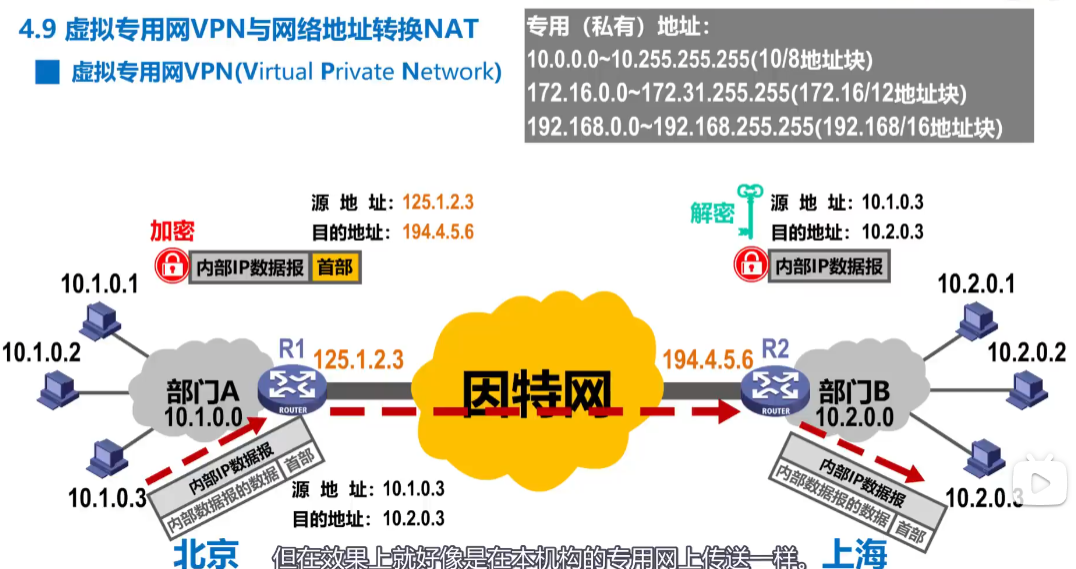 4.9 虚拟专用网VPN与网络地址转换NAT
虚拟专用网VPN(Virtual Private Network)
专用（私有）地址：
10.0.0.0~10.255.255.255(10/8地址块)
172.16.0.0~172.31.255.255(172.16/12地址块)
192.168.0.0~192.168.255.255(192.168/16地址块)
源 地 址：125.1.2.3
目的地址：194.4.5.6
加密
内部IP数据报 首部
解密
源 地 址：10.1.0.3
目的地址：10.2.0.3
内部IP数据报
10.1.0.1
10.1.0.2
10.1.0.3
部门A
10.1.0.0
R1
ROUTER
125.1.2.3
因特网
194.4.5.6
R2
ROUTER
部门B
10.2.0.0
10.2.0.1
10.2.0.2
10.2.0.3
内部IP数据报
内部数据报的数据 首部
源 地 址：10.1.0.3
目的地址：10.2.0.3
内部IP数据报
内部数据报的数据 首部
北京
上海
但在效果上就好像是在本机构的专用网上传送一样。